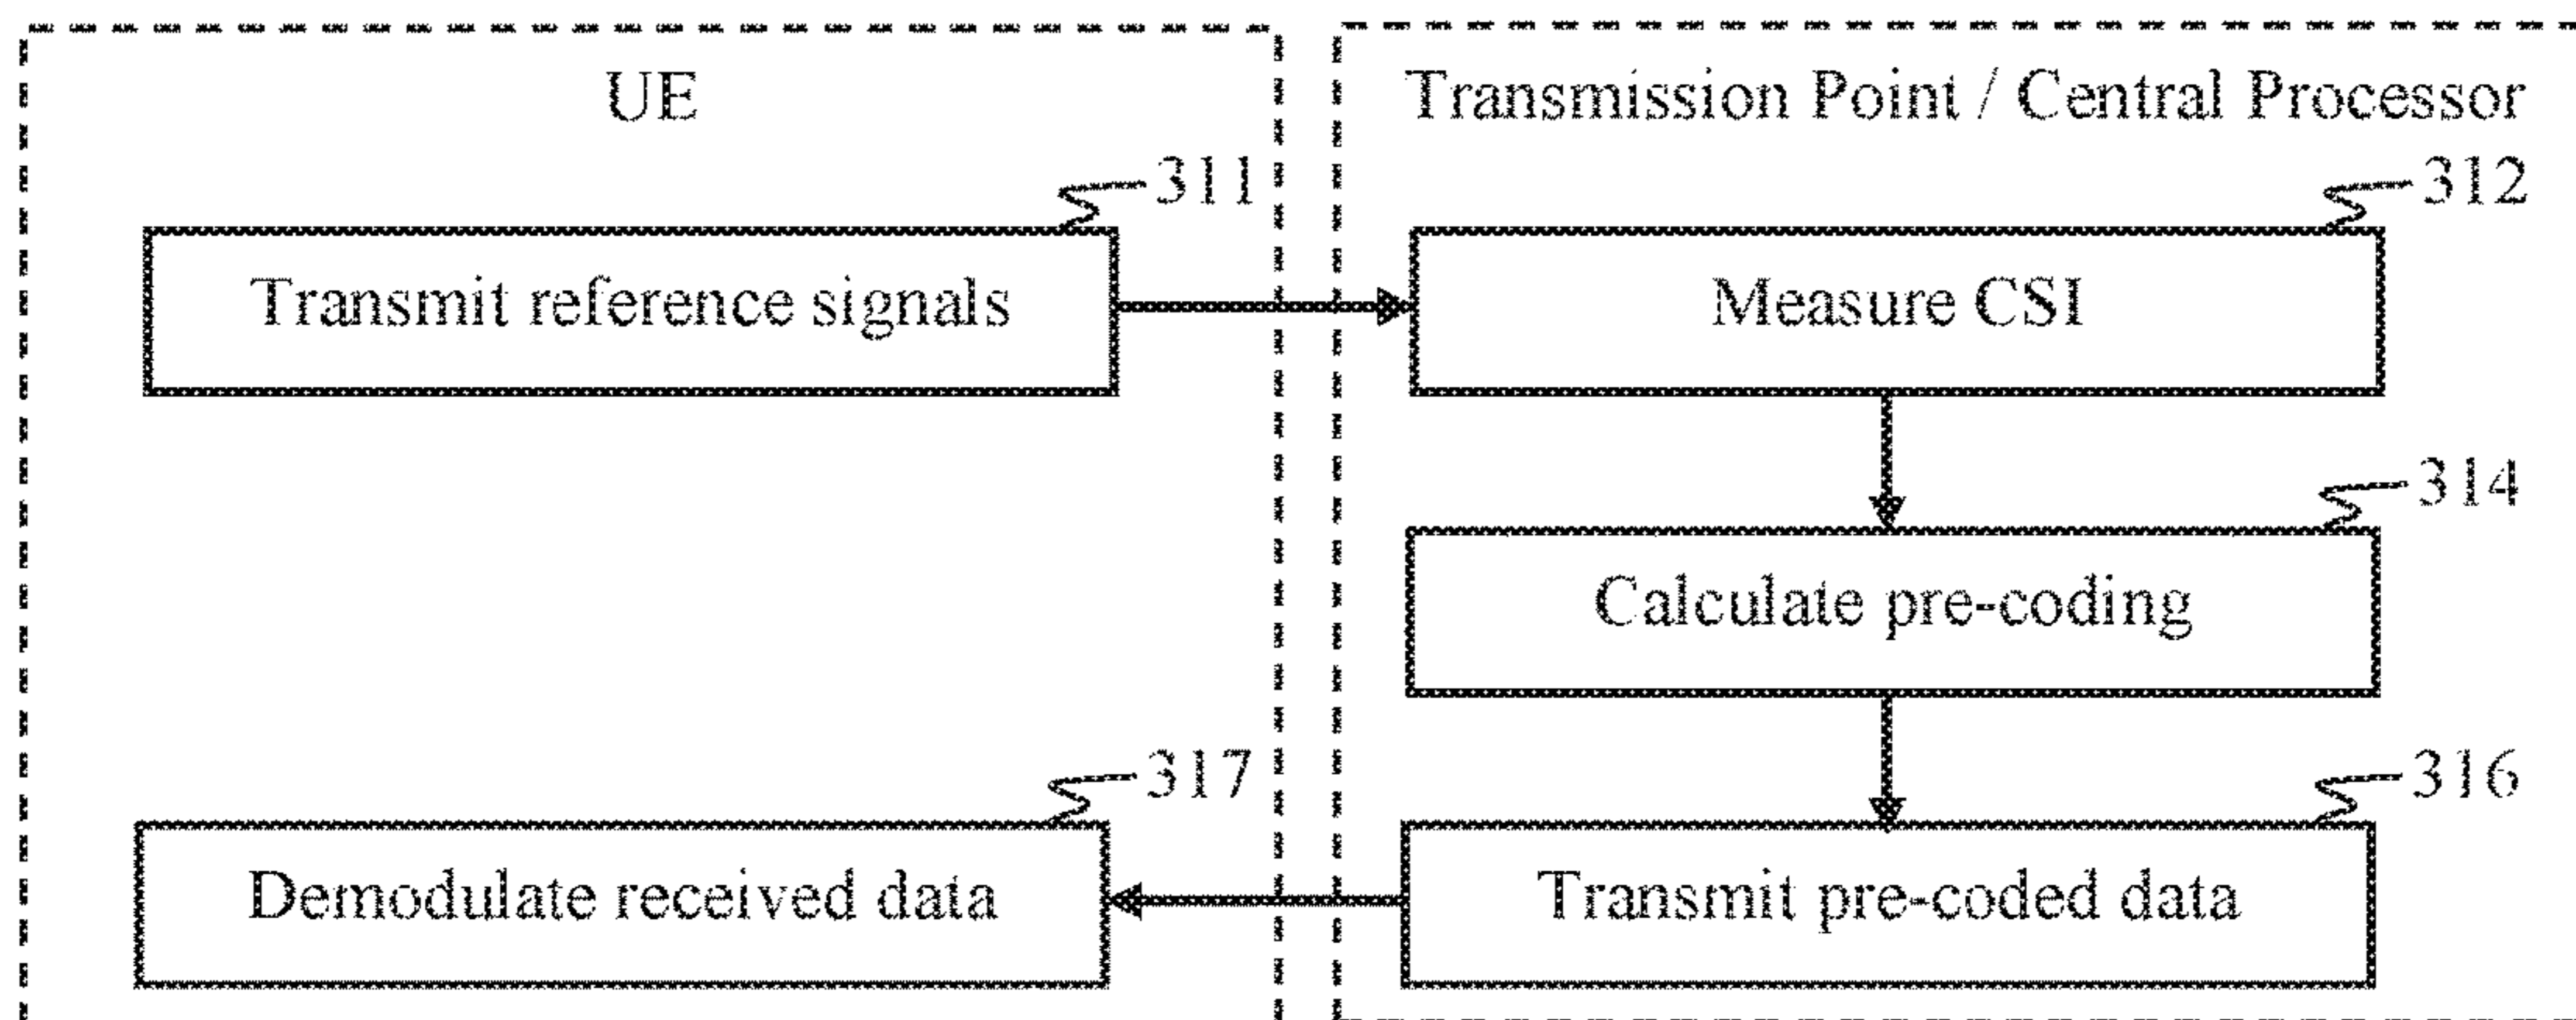 UE
Transmission Point / Central Processor
311
312
Transmit reference signals
Measure CSI
314
Calculate pre-coding
317
316
Demodulate received data
Transmit pre-coded data